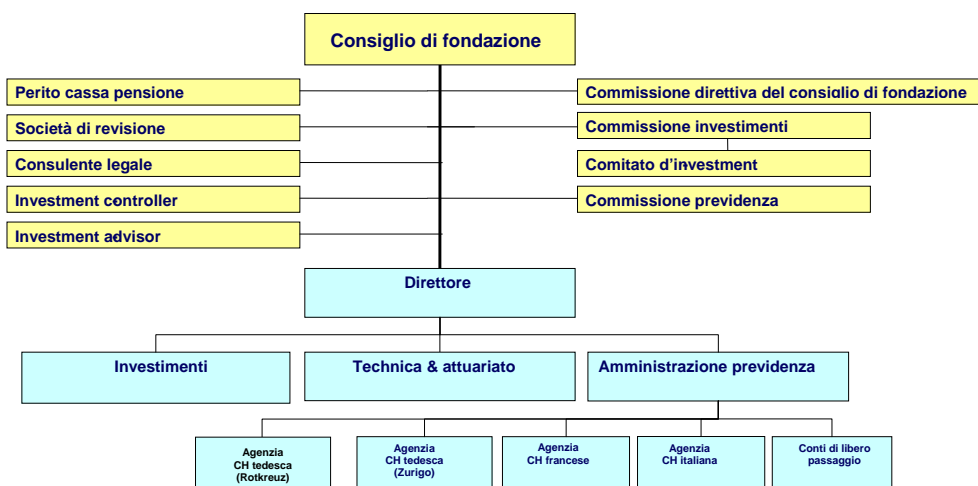 Consiglio di fondazione
Perito cassa pensione
Commissione direttiva del consiglio di fondazione
Società di revisione
Commissione investimenti
Consulente legale
Comitato d'investment
Investment controller
Commissione previdenza
Investment advisor
Direttore
Investimenti
Technica & attuariato
Amministrazione previdenza
Agenzia
CH tedesca
(Rotkreuz)
Agenzia
CH tedesca
(Zurigo)
Agenzia
CH francese
Agenzia
CH italiana
Conti di libero
passaggio